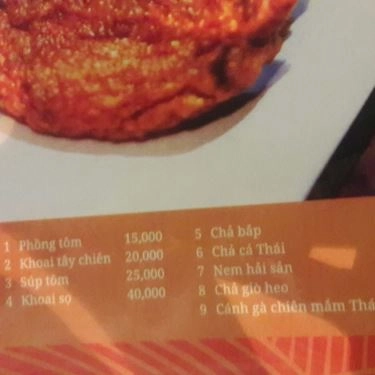 1 Phồng tôm 15,000
2 Khoai tây chiên 20,000
3 Súp tôm 25,000
4 Khoai sọ 40,000
5 Chả bắp
6 Chả cá Thái
7 Nem hải sản
8 Chả giò heo
9 Cánh gà chiên mắm Thá